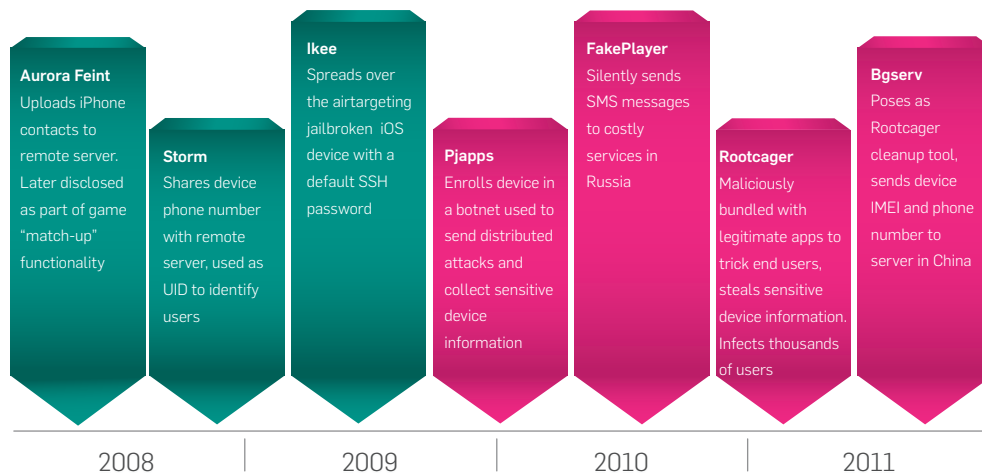 Aurora Feint
Uploads iPhone
contacts to
remote server.
Later disclosed
as part of game
“match-up”
functionality
Storm
Shares device
phone number
with remote
server, used as
UID to identify
users
Ikee
Spreads over
the airtargeting
jailbroken iOS
device with a
default SSH
password
Pjapps
Enrolls device in
a botnet used to
send distributed
attacks and
collect sensitive
device
information
FakePlayer
Silently sends
SMS messages
to costly
services in
Russia
Rootcager
Maliciously
bundled with
legitimate apps to
trick end users,
steals sensitive
device information.
Infects thousands
of users
Bgserv
Poses as
Rootcager
cleanup tool,
sends device
IMEI and phone
number to
server in China
2008
2009
2010
2011